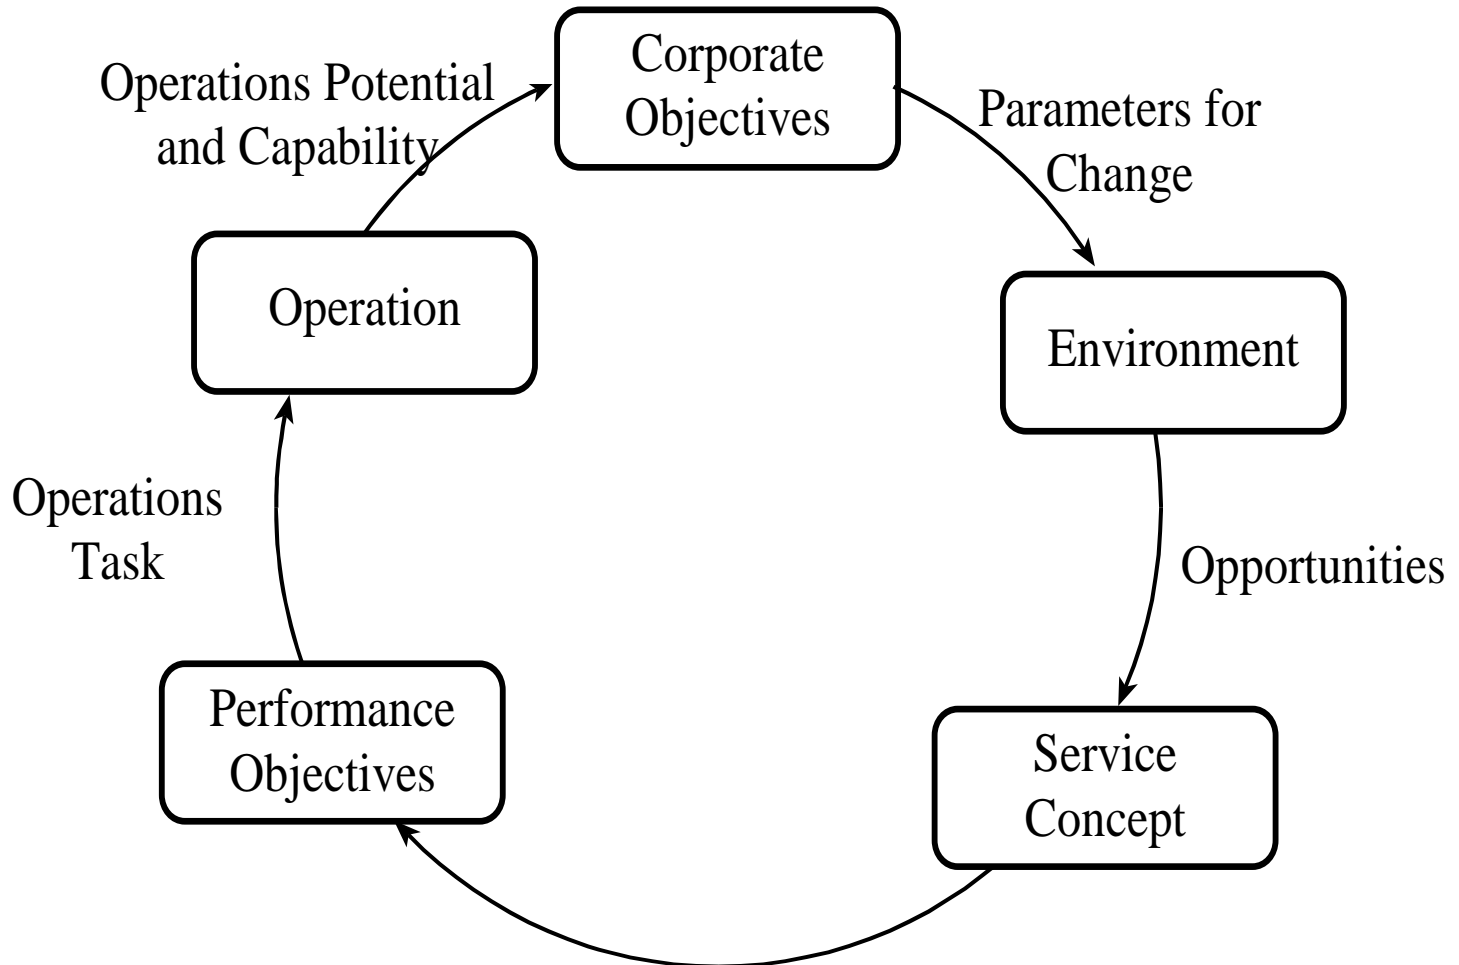 Corporate
Objectives
Operations Potential
and Capability
Parameters for
Change
Operation
Environment
Operations
Task
Opportunities
Performance
Objectives
Service
Concept